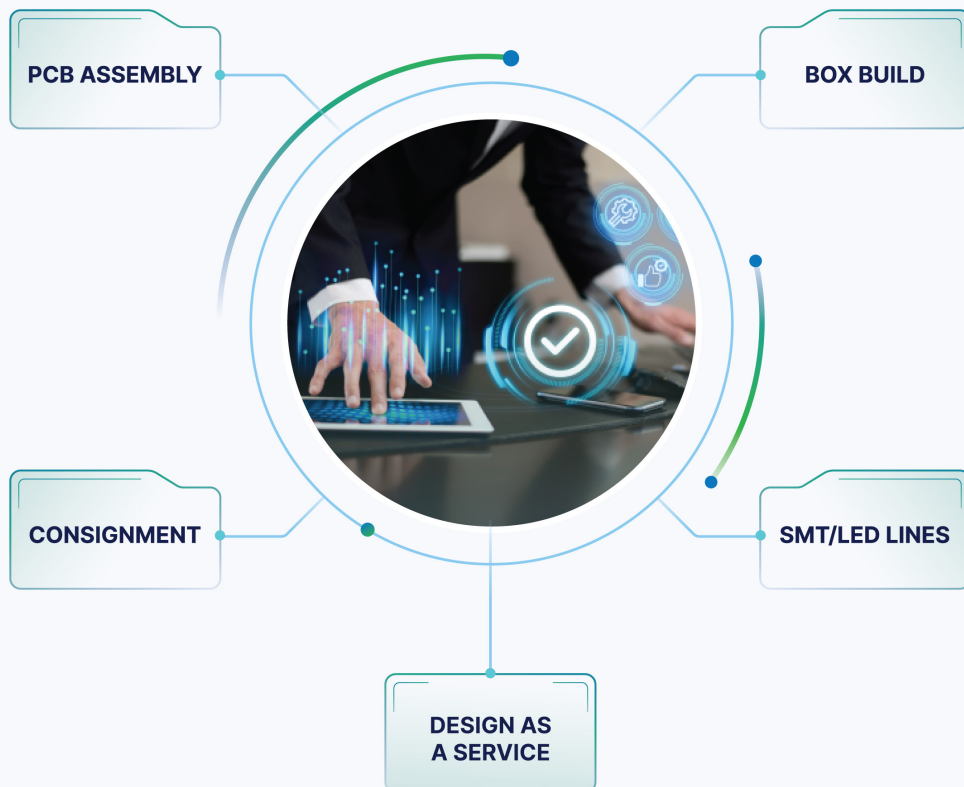 PCB ASSEMBLY
BOX BUILD
CONSIGNMENT
SMT/LED LINES
DESIGN AS
A SERVICE